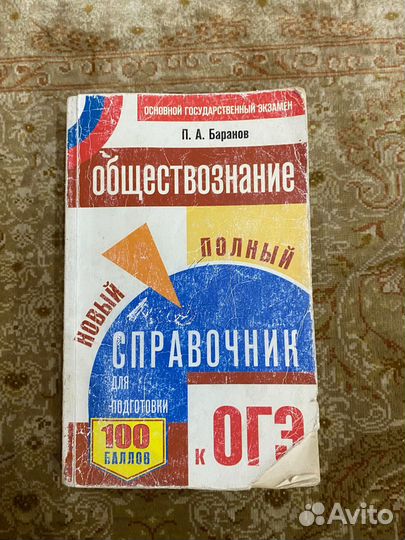 ОСНОВНОЙ ГОСУДАРСТВЕННЫЙ ЭКЗАМЕН
П. А. Баранов
ОБЩЕСТВОЗНАНИЕ
НОВЫЙ
ПОЛНЫЙ
СПРАВОЧНИК
ДЛЯ
ПОДГОТОВКИ
100
БАЛЛОВ
К ОГЭ
Avito